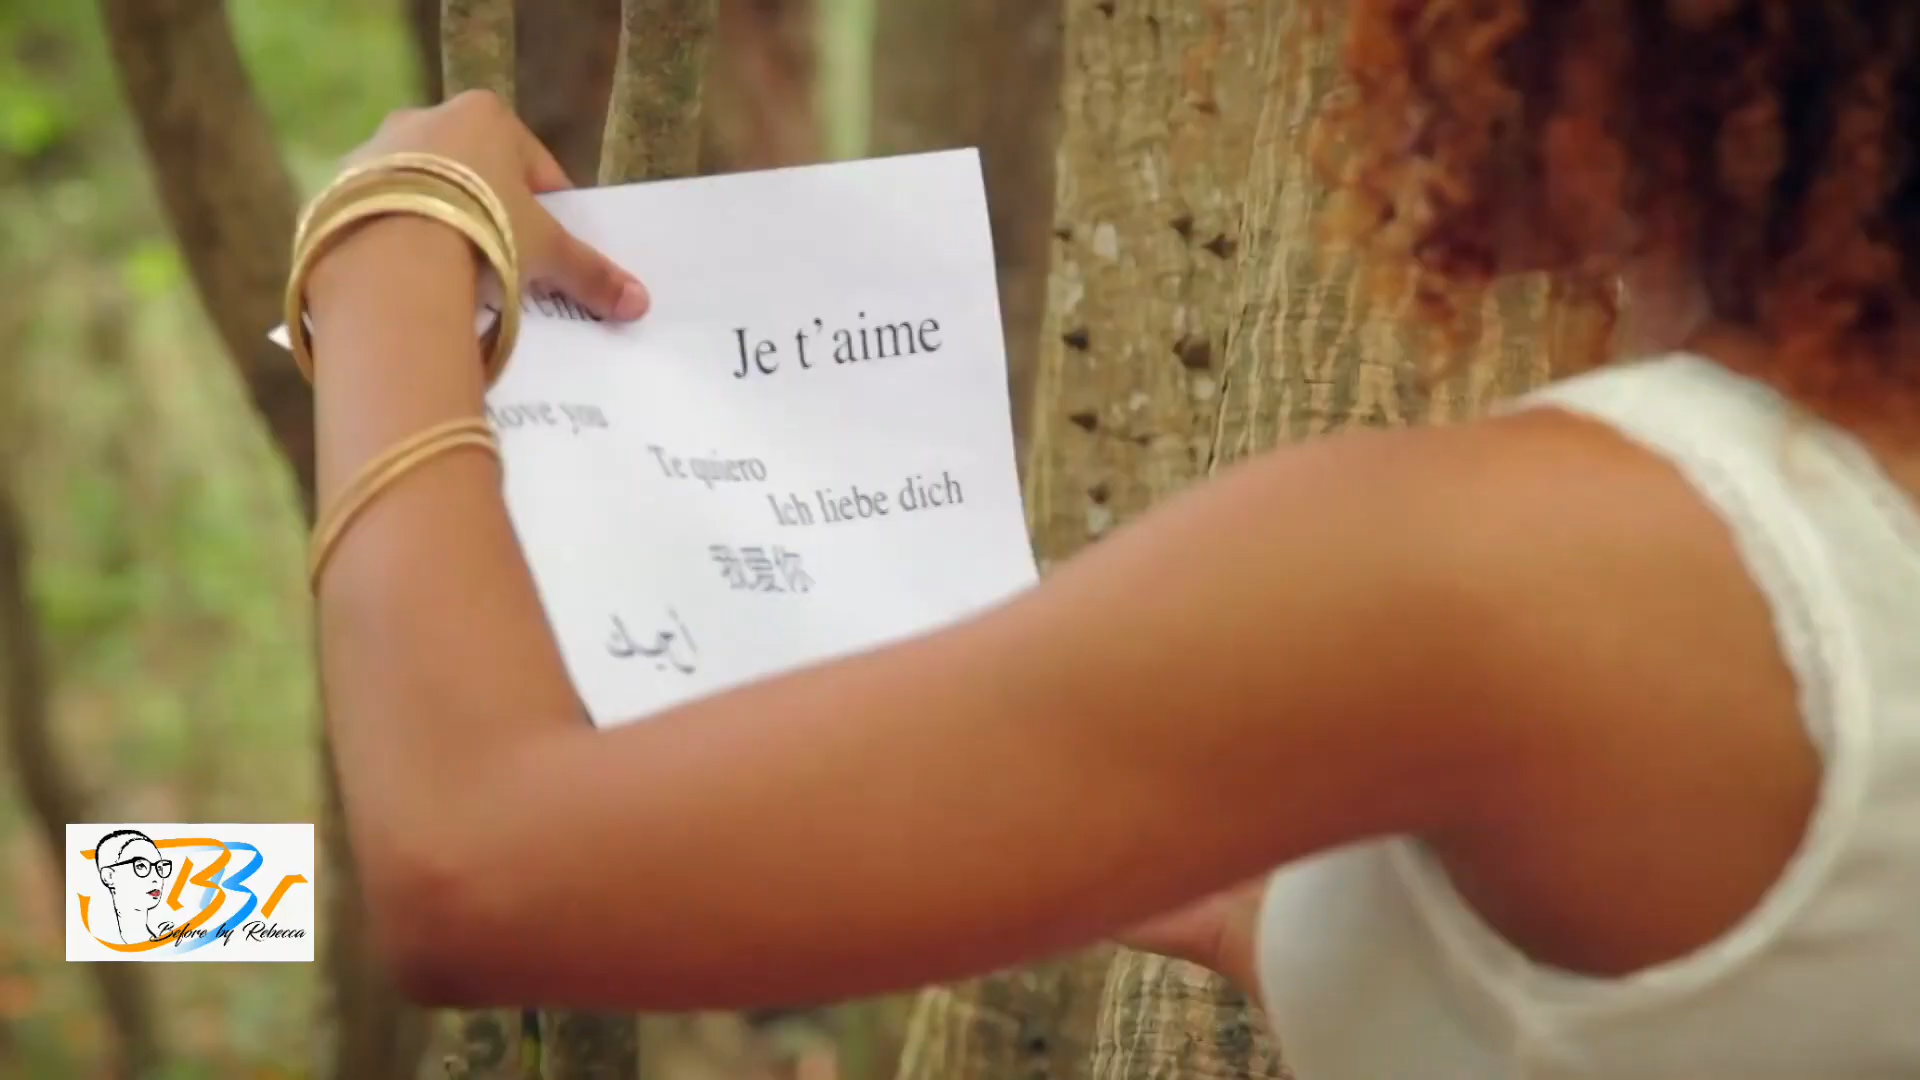 Je t'aime
love you
Te quiero
Ich liebe dich
我爱你
أحبك
Before by Rebecca